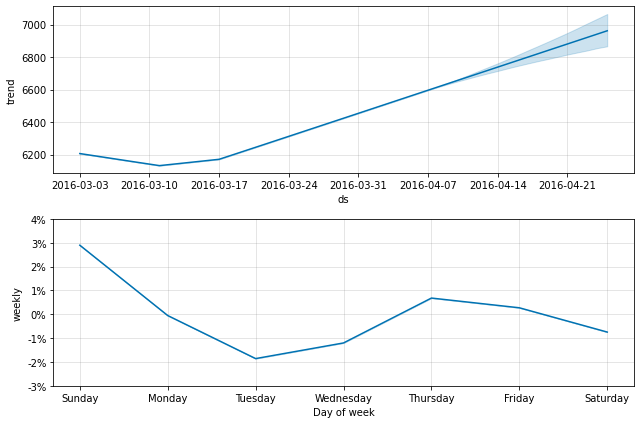 7000
6800
6600
6400
6200
trend
2016-03-03 2016-03-10 2016-03-17 2016-03-24 2016-03-31 2016-04-07 2016-04-14 2016-04-21
ds
4%
3%
2%
1%
0%
-1%
-2%
-3%
weekly
Sunday Monday Tuesday Wednesday Thursday Friday Saturday
Day of week